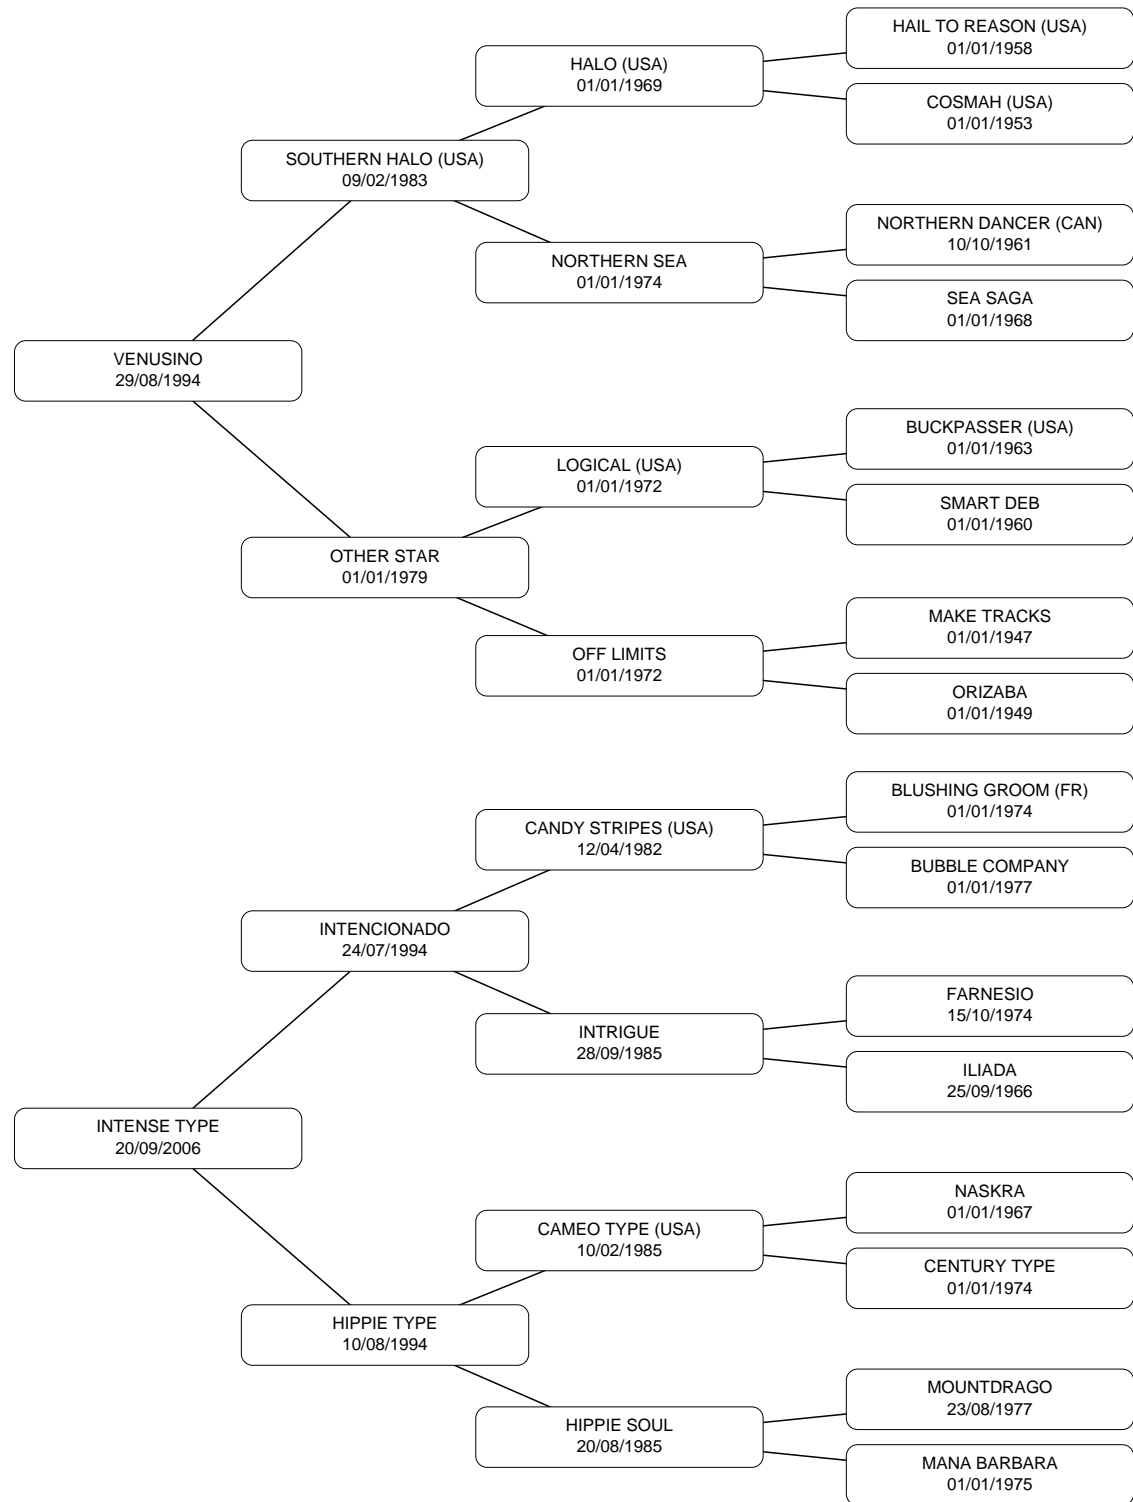 HAIL TO REASON (USA)
01/01/1958
HALO (USA)
01/01/1969
COSMAH (USA)
01/01/1953
SOUTHERN HALO (USA)
09/02/1983
NORTHERN DANCER (CAN)
10/10/1961
NORTHERN SEA
01/01/1974
SEA SAGA
01/01/1968
VENUSINO
29/08/1994
BUCKPASSER (USA)
01/01/1963
LOGICAL (USA)
01/01/1972
SMART DEB
01/01/1960
OTHER STAR
01/01/1979
MAKE TRACKS
01/01/1947
OFF LIMITS
01/01/1972
ORIZABA
01/01/1949
BLUSHING GROOM (FR)
01/01/1974
CANDY STRIPES (USA)
12/04/1982
BUBBLE COMPANY
01/01/1977
INTENCIONADO
24/07/1994
FARNESIO
15/10/1974
INTRIGUE
28/09/1985
ILIADA
25/09/1966
INTENSE TYPE
20/09/2006
NASKRA
01/01/1967
CAMEO TYPE (USA)
10/02/1985
CENTURY TYPE
01/01/1974
HIPPIE TYPE
10/08/1994
MOUNTDRAGO
23/08/1977
HIPPIE SOUL
20/08/1985
MANA BARBARA
01/01/1975